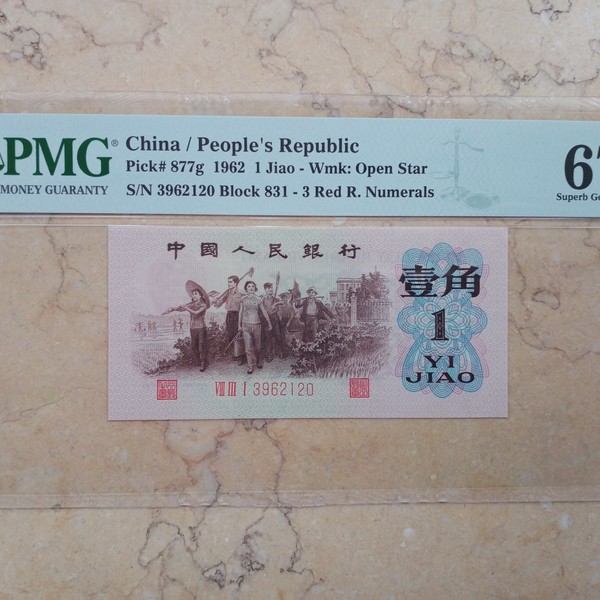 PMG®
MONEY GUARANTY
China / People's Republic
Pick# 877g 1962 1 Jiao - Wmk: Open Star
S/N 3962120 Block 831 - 3 Red R. Numerals
67
Superb Ge
中國人民銀行
壹角
1
YI
JIAO
VIII III I 3962120